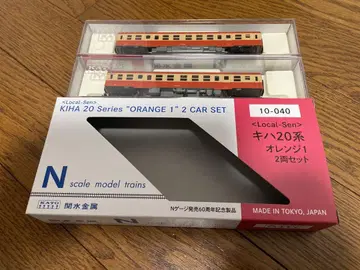 <Local-Sen>
KIHA 20 Series "ORANGE 1" 2 CAR SET
10-040
<Local-Sen>
キハ20系
オレンジ1
2両セット
N
scale model trains
KATO
関水金属
Nゲージ発売60周年記念製品
MADE IN TOKYO, JAPAN
N